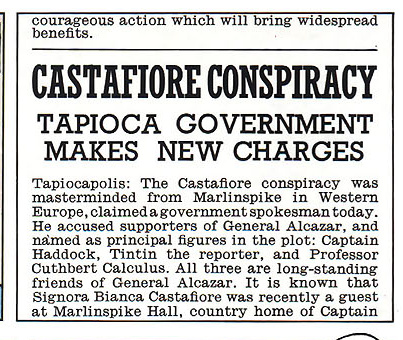 courageous action which will bring widespread
benefits.
CASTAFIORE CONSPIRACY
TAPIOCA GOVERNMENT
MAKES NEW CHARGES
Tapiocapolis: The Castafiore conspiracy was
masterminded from Marlinspike in Western
Europe, claimed a government spokesman today.
He accused supporters of General Alcazar, and
named as principal figures in the plot: Captain
Haddock, Tintin the reporter, and Professor
Cuthbert Calculus. All three are long-standing
friends of General Alcazar. It is known that
Signora Bianca Castafiore was recently a guest
at Marlinspike Hall, country home of Captain